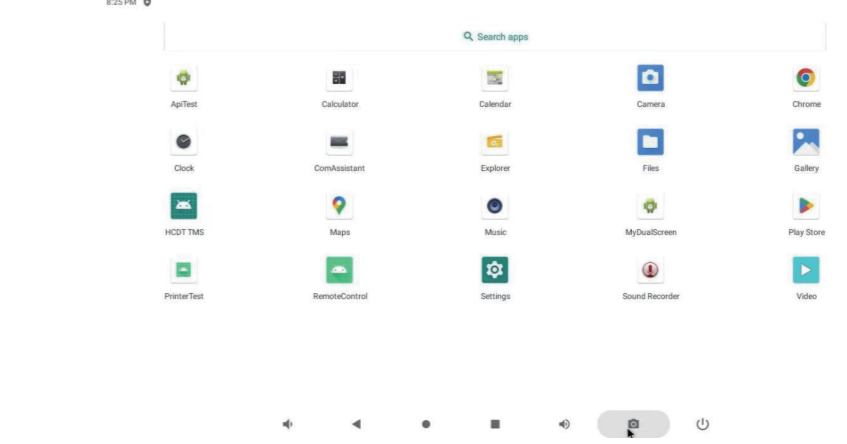 8:25 PM
Search apps
ApiTest
Calculator
Calendar
Camera
Chrome
Clock
ComAssistant
Explorer
Files
Gallery
HCDT TMS
Maps
Music
MyDualScreen
Play Store
PrinterTest
RemoteControl
Settings
Sound Recorder
Video